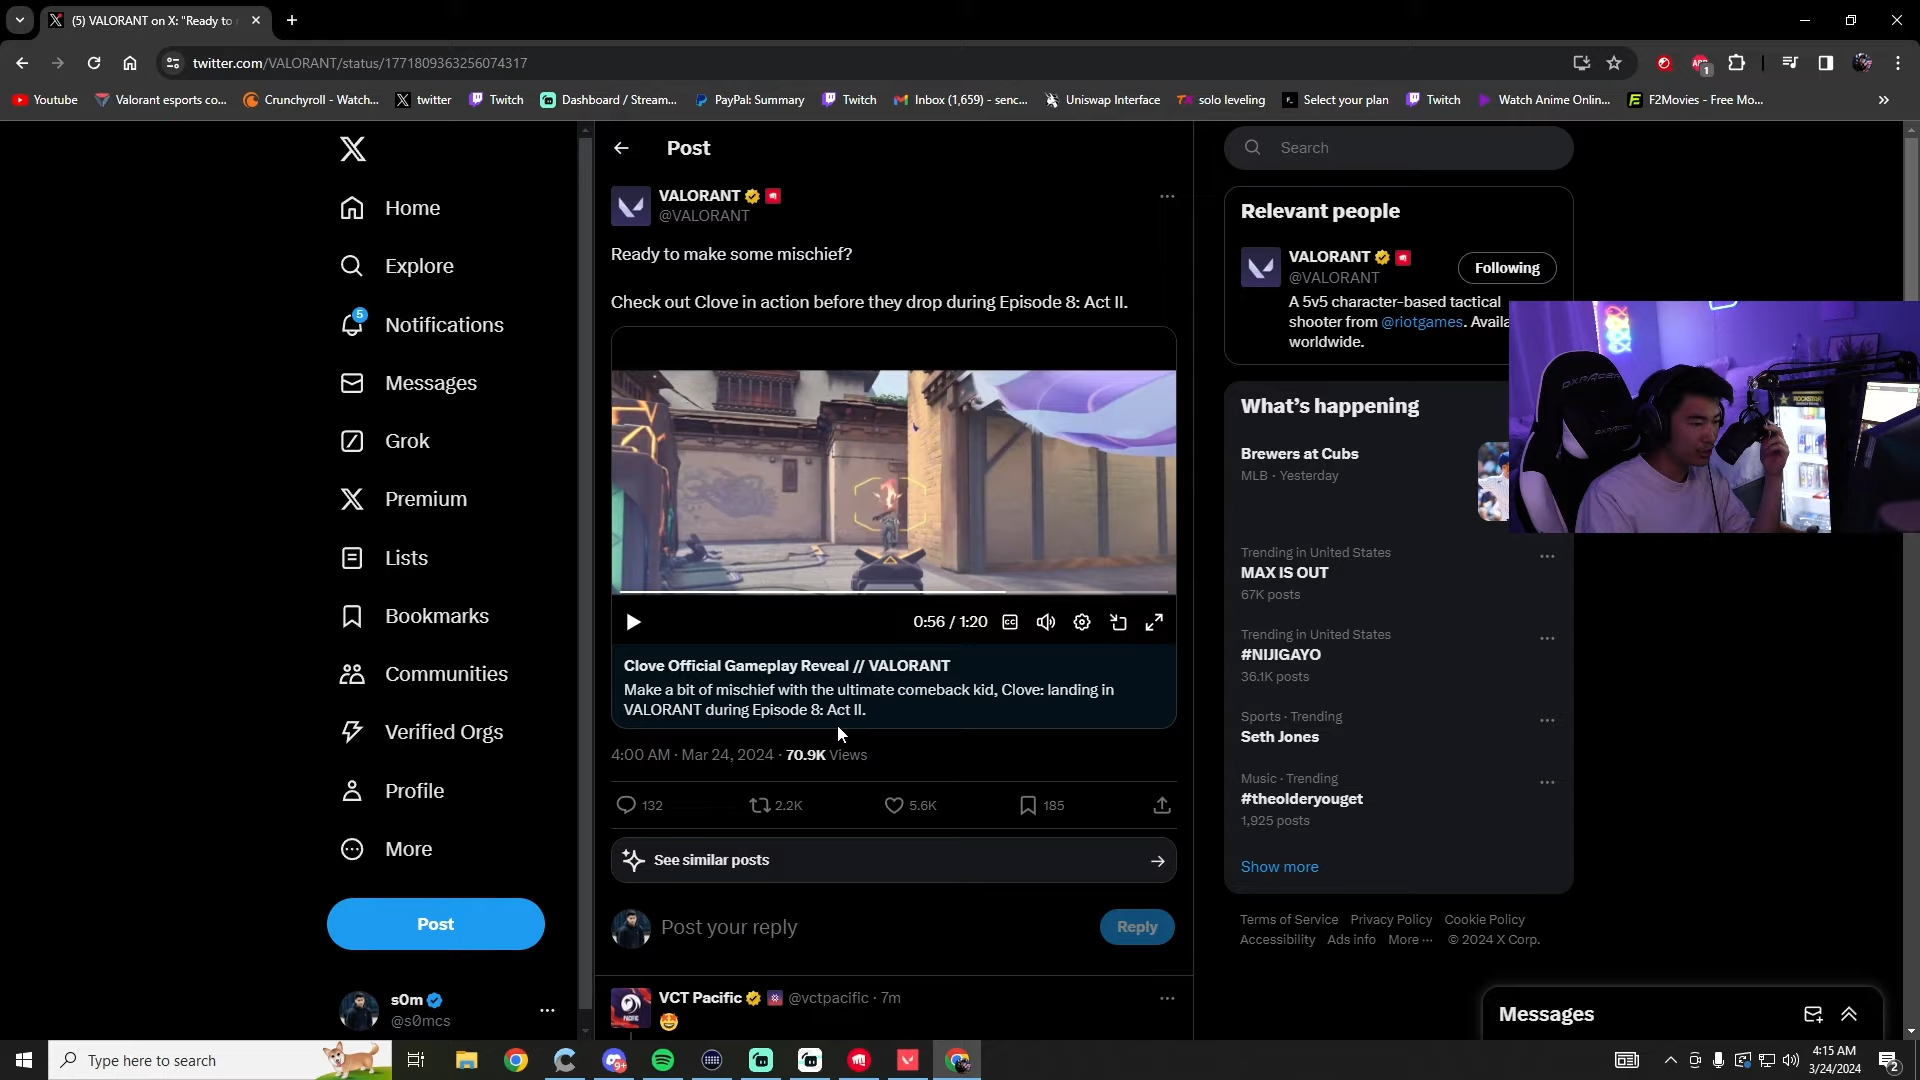 (5) VALORANT on X: "Ready to
twitter.com/VALORANT/status/1771809363256074317
1
Youtube
Valorant esports co...
Crunchyroll - Watch...
twitter
Twitch
Dashboard / Stream...
PayPal: Summary
Twitch
Inbox (1,659) - senc...
Uniswap Interface
solo leveling
Select your plan
Twitch
Watch Anime Onlin...
F2Movies - Free Mo...
Home
Explore
5
Notifications
Messages
Grok
Premium
Lists
Bookmarks
Communities
Verified Orgs
Profile
More
Post
s0m
@s0mcs
Post
VALORANT
@VALORANT
Ready to make some mischief?
Check out Clove in action before they drop during Episode 8: Act II.
0:56 / 1:20
CC
Clove Official Gameplay Reveal // VALORANT
Make a bit of mischief with the ultimate comeback kid, Clove: landing in
VALORANT during Episode 8: Act II.
4:00 AM · Mar 24, 2024 · 70.9K Views
132
2.2K
5.6K
185
See similar posts
Post your reply
Reply
VCT Pacific @vctpacific · 7m
🤩
PACIFIC
Search
Relevant people
VALORANT
@VALORANT
Following
A 5v5 character-based tactical
shooter from @riotgames. Availa
worldwide.
What's happening
Brewers at Cubs
MLB · Yesterday
Trending in United States
MAX IS OUT
67K posts
Trending in United States
#NIJIGAYO
36.1K posts
Sports · Trending
Seth Jones
Music · Trending
#theolderyouget
1,925 posts
Show more
Terms of Service Privacy Policy Cookie Policy
Accessibility Ads info More ··· © 2024 X Corp.
ROCKSTAR
Messages
Type here to search
9+
4:15 AM
3/24/2024
2